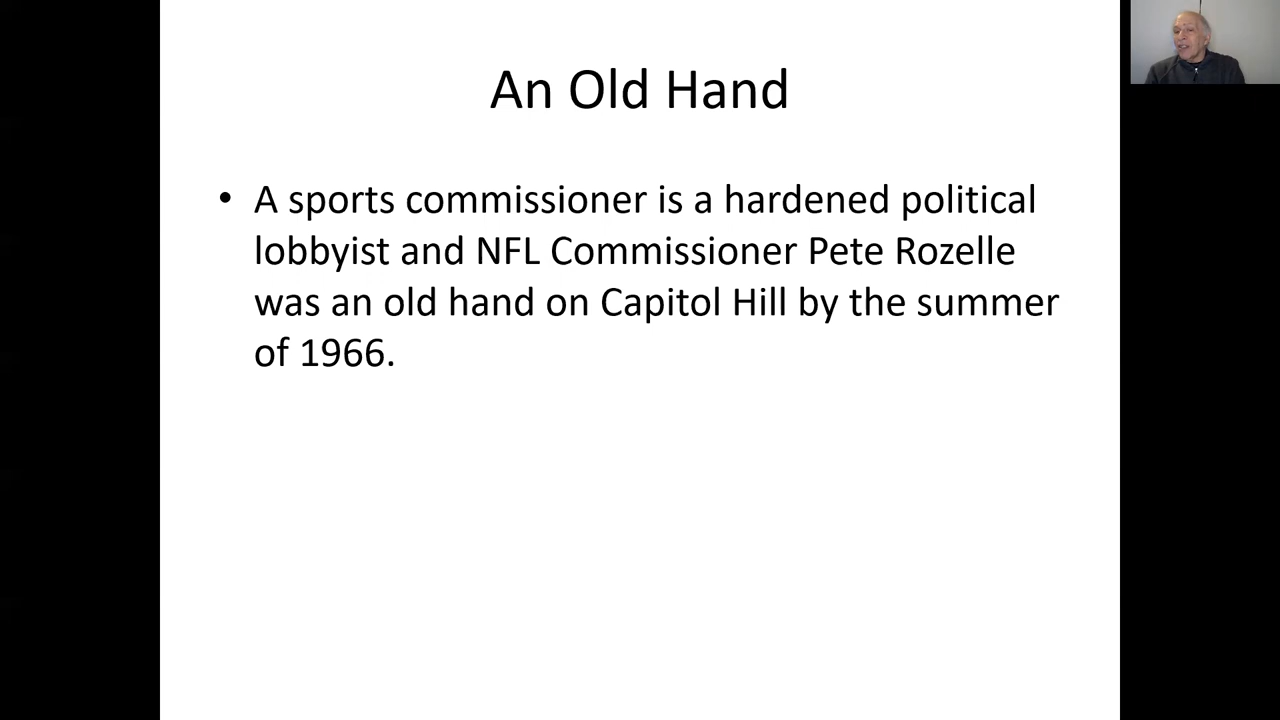 An Old Hand
• A sports commissioner is a hardened political
lobbyist and NFL Commissioner Pete Rozelle
was an old hand on Capitol Hill by the summer
of 1966.